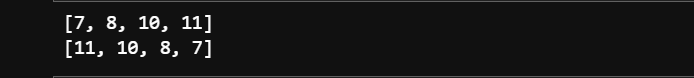 [7, 8, 10, 11]
[11, 10, 8, 7]